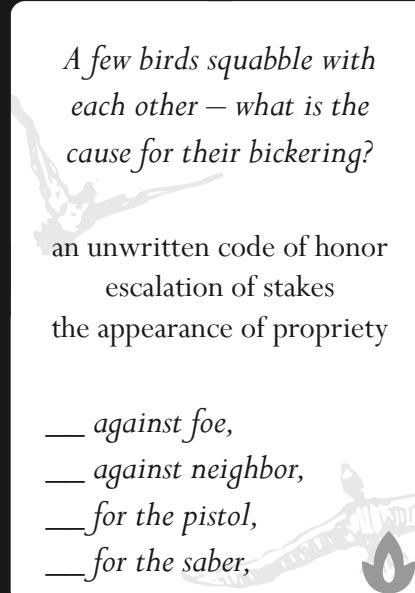 A few birds squabble with
each other – what is the
cause for their bickering?
an unwritten code of honor
escalation of stakes
the appearance of propriety
___ against foe,
___ against neighbor,
___ for the pistol,
___ for the saber,